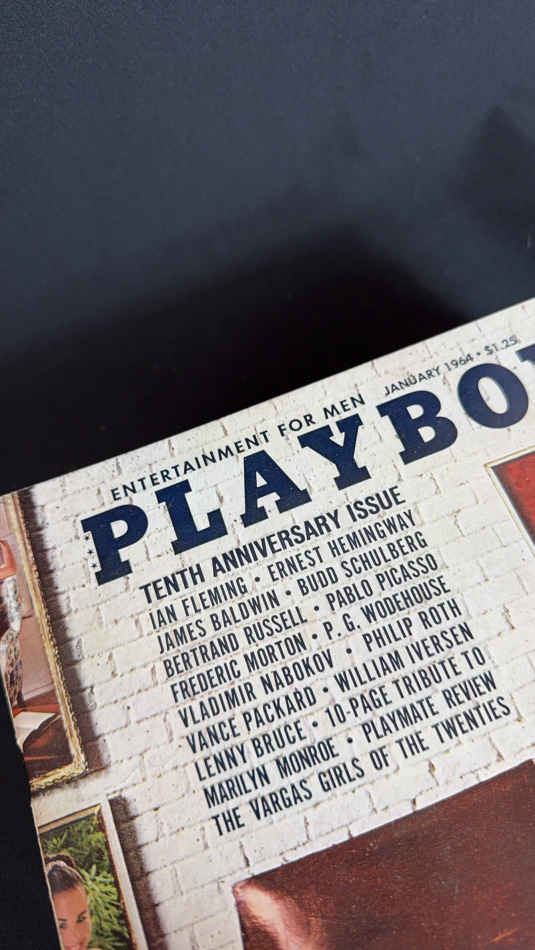 ENTERTAINMENT FOR MEN JANUARY 1964 • $1.25
PLAYBO
TENTH ANNIVERSARY ISSUE
IAN FLEMING • ERNEST HEMINGWAY
JAMES BALDWIN • BUDD SCHULBERG
BERTRAND RUSSELL • PABLO PICASSO
FREDERIC MORTON • P. G. WODEHOUSE
VLADIMIR NABOKOV • PHILIP ROTH
VANCE PACKARD • WILLIAM IVERSEN
LENNY BRUCE • 10-PAGE TRIBUTE TO
MARILYN MONROE • PLAYMATE REVIEW
THE VARGAS GIRLS OF THE TWENTIES